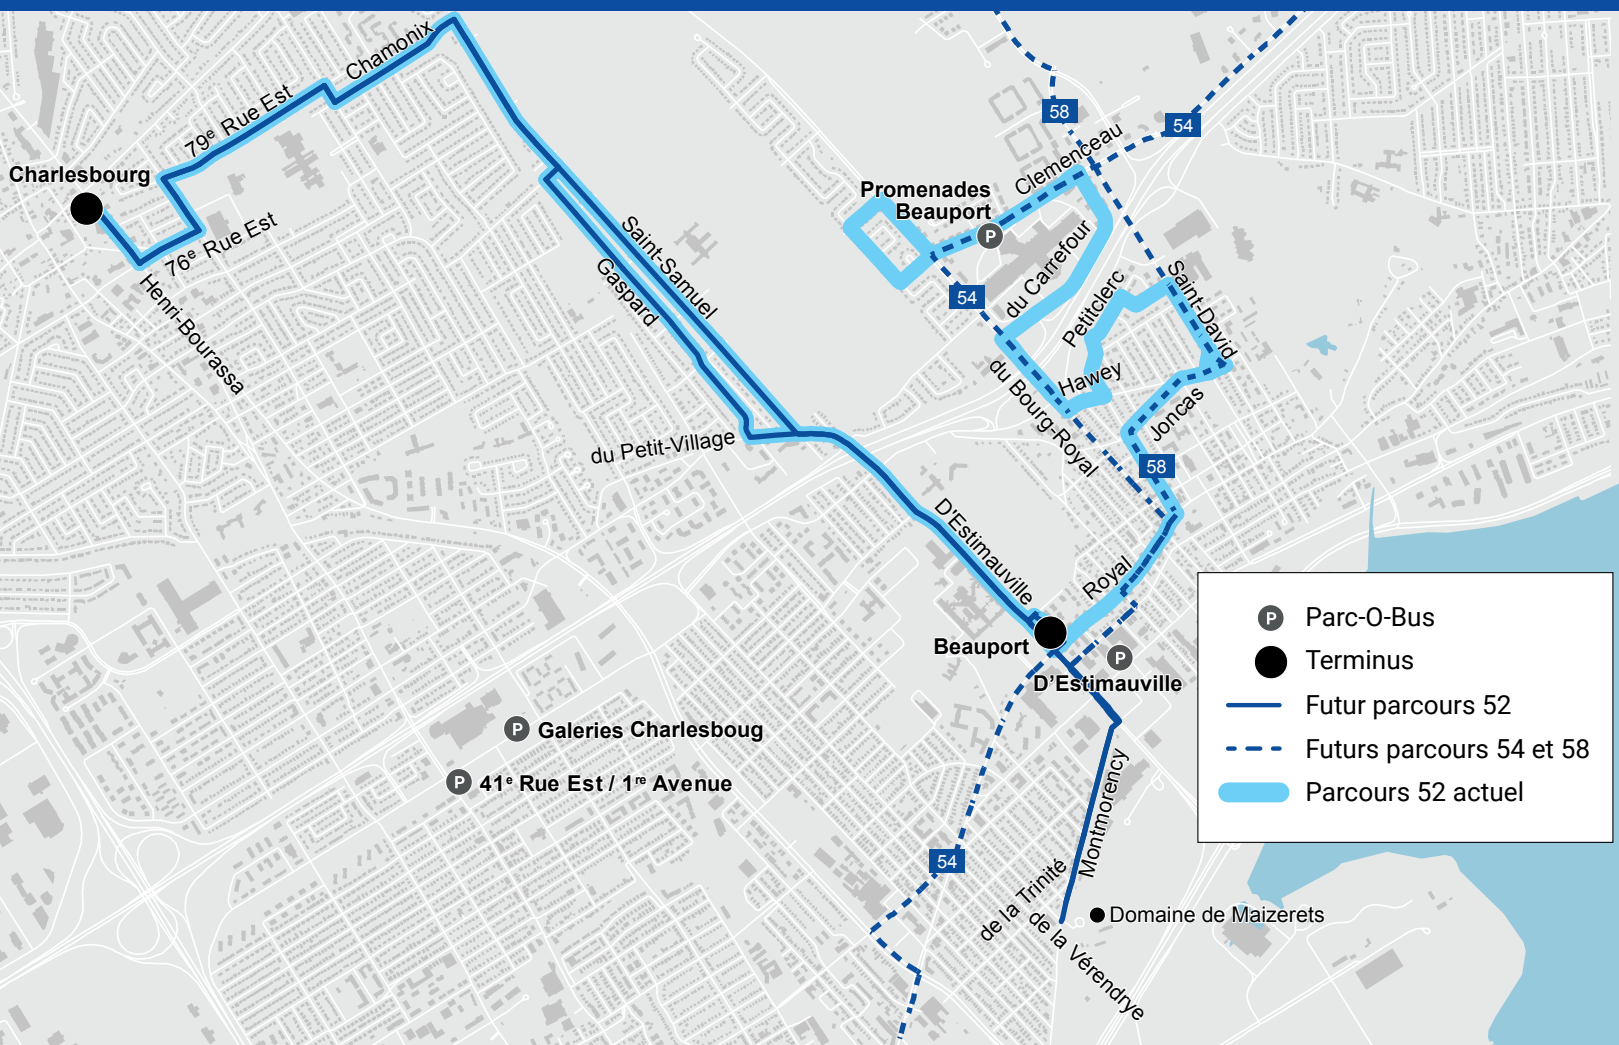 Chamonix
79e Rue Est
Charlesbourg
76e Rue Est
Henri-Bourassa
Saint-Samuel
Gaspard
du Petit-Village
58
54
Clemenceau
Promenades
Beauport
P
du Carrefour
54
Petitclerc
Saint-David
Hawey
du Bourg-Royal
Joncas
58
D'Estimauville
Royal
Beauport
P
D'Estimauville
P
Galeries Charlesboug
P
41e Rue Est / 1re Avenue
Montmorency
54
de la Trinité
de la Vérendrye
Domaine de Maizerets
P
Parc-O-Bus
Terminus
Futur parcours 52
Futurs parcours 54 et 58
Parcours 52 actuel